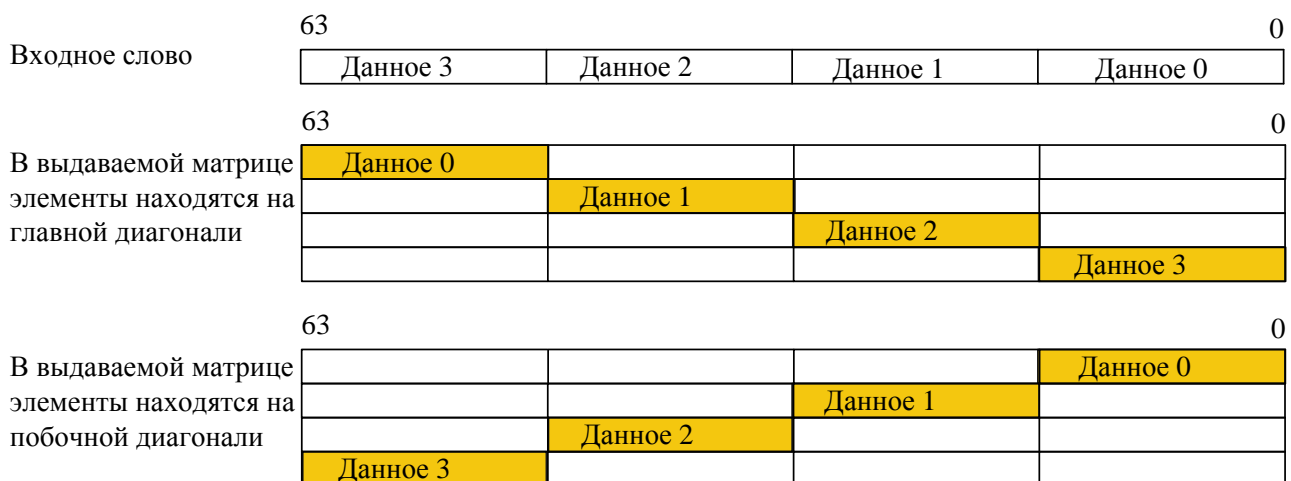 63 0
Входное слово
Данное 3 Данное 2 Данное 1 Данное 0
63 0
В выдаваемой матрице
элементы находятся на
главной диагонали
Данное 0
Данное 1
Данное 2
Данное 3
63 0
В выдаваемой матрице
элементы находятся на
побочной диагонали
Данное 0
Данное 1
Данное 2
Данное 3